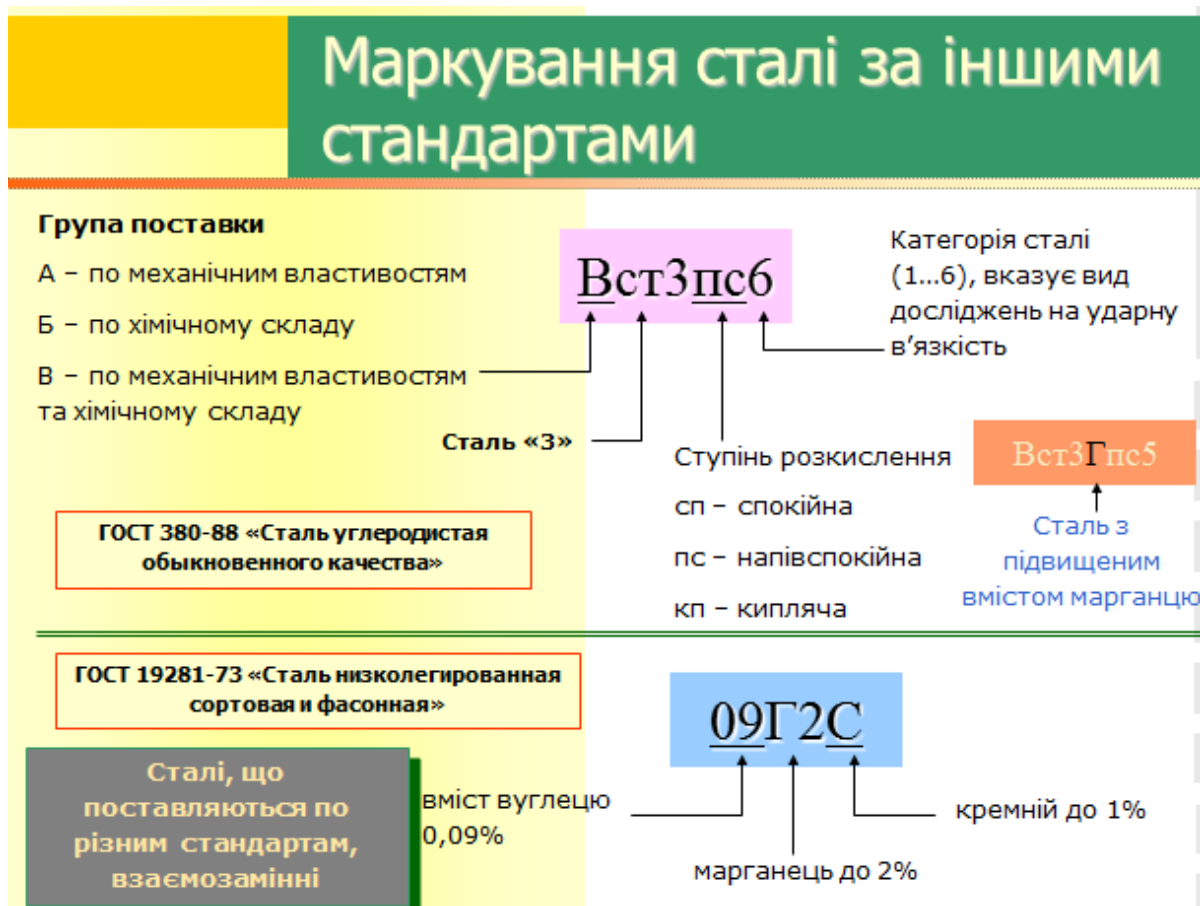 Маркування сталі за іншими
стандартами
Група поставки
А – по механічним властивостям
Б – по хімічному складу
В – по механічним властивостям
та хімічному складу
Вст3пс6
Категорія сталі
(1...6), вказує вид
досліджень на ударну
в’язкість
Сталь «3»
Ступінь розкислення
сп – спокійна
пс – напівспокійна
кп – кипляча
Вст3Гпс5
Сталь з
підвищеним
вмістом марганцю
ГОСТ 380-88 «Сталь углеродистая
обыкновенного качества»
ГОСТ 19281-73 «Сталь низколегированная
сортовая и фасонная»
09Г2С
Сталі, що
поставляються по
різним стандартам,
взаємозамінні
вміст вуглецю
0,09%
марганець до 2%
кремній до 1%